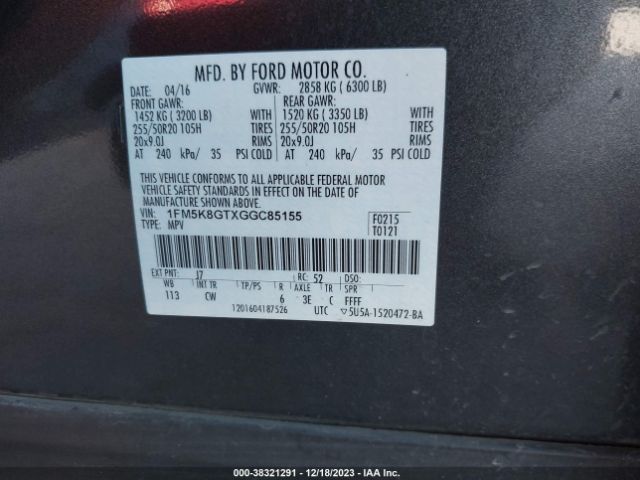 MFD. BY FORD MOTOR CO.
DATE: 04/16 GVWR: 2858 KG ( 6300 LB)
FRONT GAWR: REAR GAWR:
1452 KG ( 3200 LB) WITH 1520 KG ( 3350 LB) WITH
255/50R20 105H TIRES 255/50R20 105H TIRES
20x9.0J RIMS 20x9.0J RIMS
AT 240 kPa/ 35 PSI COLD AT 240 kPa/ 35 PSI COLD
THIS VEHICLE CONFORMS TO ALL APPLICABLE FEDERAL MOTOR
VEHICLE SAFETY STANDARDS IN EFFECT ON THE DATE OF
MANUFACTURE SHOWN ABOVE.
VIN: 1FM5K8GTXGGC85155 F0215
TYPE: MPV T0121
EXT PNT: J7 RC: 52 DSO:
WB INT TR TP/PS R AXLE TR SPR
113 CW 6 3E C FFFF
1201604187526 UTC ▽5U5A-1520472-BA
000-38321291 - 12/18/2023 - IAA Inc.